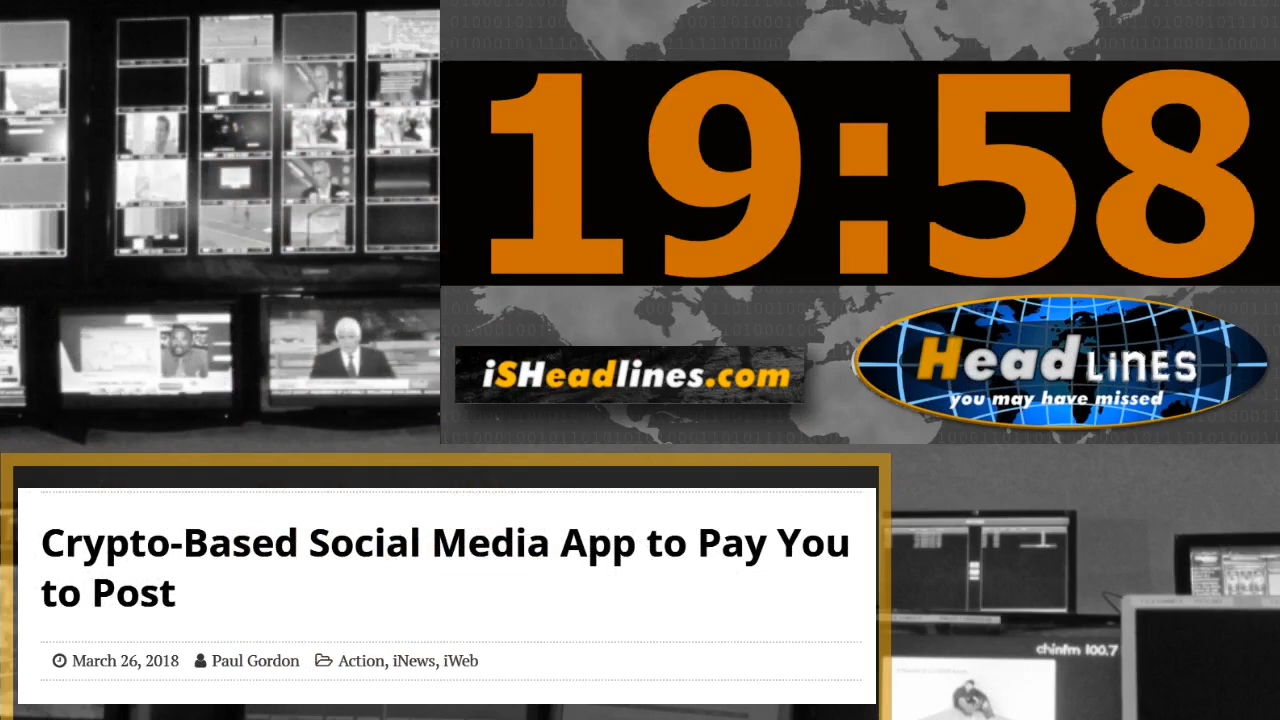 19:58
iSHeadlines.com
HeadLINES
you may have missed
Crypto-Based Social Media App to Pay You
to Post
March 26, 2018 Paul Gordon Action, iNews, iWeb
chinfm 100.7